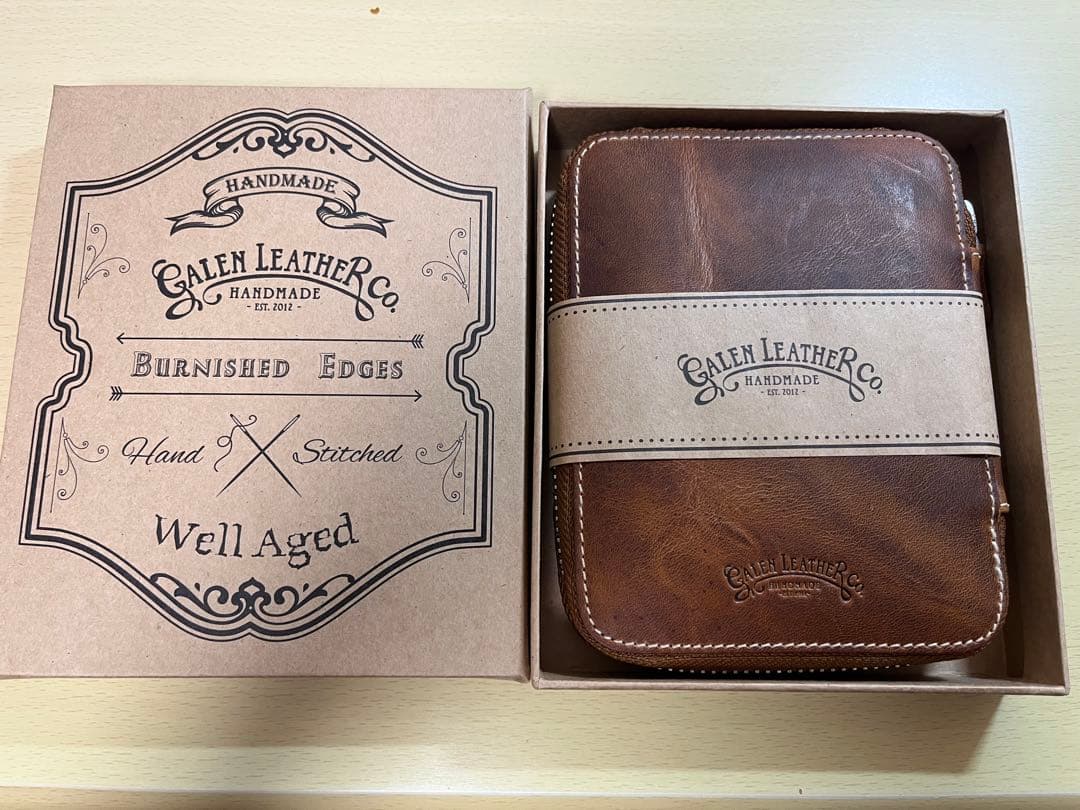 HANDMADE
GALEN LEATHER CO.
HANDMADE
- EST. 2012 -
BURNISHED EDGES
Hand Stitched
Well Aged
GALEN LEATHER CO.
HANDMADE
- EST. 2012 -
GALEN LEATHER CO.
HANDMADE